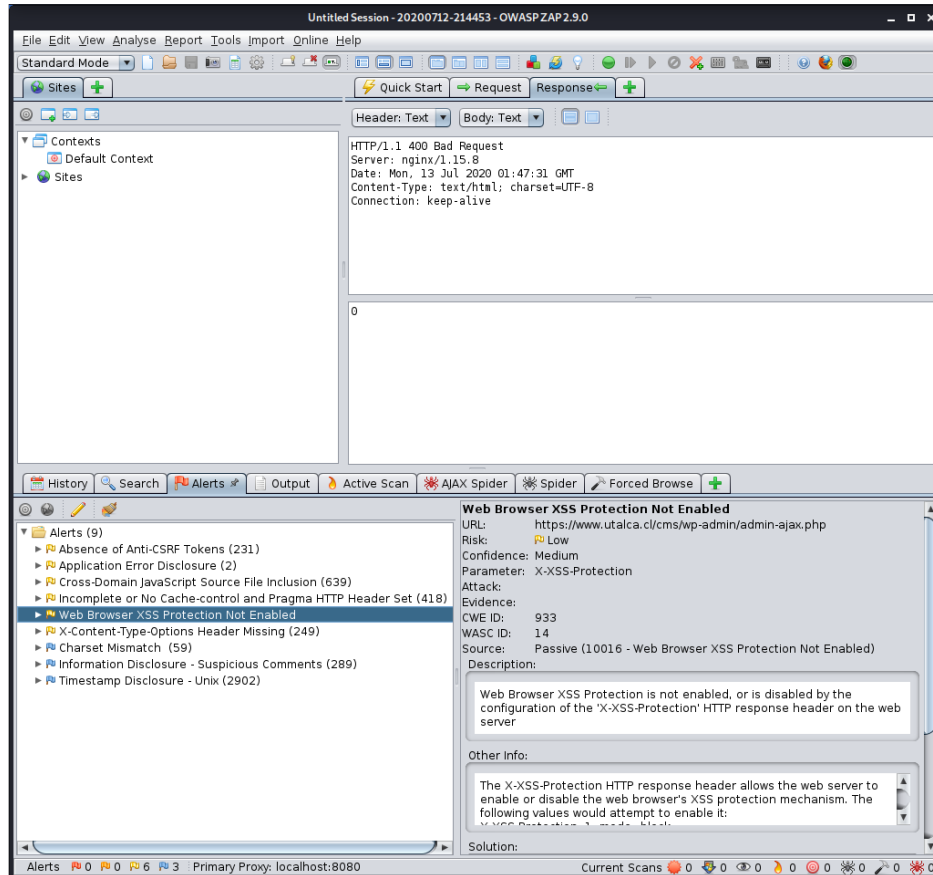 Untitled Session - 20200712-214453 - OWASP ZAP 2.9.0
File Edit View Analyse Report Tools Import Online Help
Standard Mode
Sites
Quick Start Request Response
Header: Text Body: Text
Contexts
Default Context
Sites
HTTP/1.1 400 Bad Request
Server: nginx/1.15.8
Date: Mon, 13 Jul 2020 01:47:31 GMT
Content-Type: text/html; charset=UTF-8
Connection: keep-alive
0
History Search Alerts Output Active Scan AJAX Spider Spider Forced Browse
Alerts (9)
Absence of Anti-CSRF Tokens (231)
Application Error Disclosure (2)
Cross-Domain JavaScript Source File Inclusion (639)
Incomplete or No Cache-control and Pragma HTTP Header Set (418)
Web Browser XSS Protection Not Enabled
X-Content-Type-Options Header Missing (249)
Charset Mismatch (59)
Information Disclosure - Suspicious Comments (289)
Timestamp Disclosure - Unix (2902)
Web Browser XSS Protection Not Enabled
URL: https://www.utalca.cl/cms/wp-admin/admin-ajax.php
Risk: Low
Confidence: Medium
Parameter: X-XSS-Protection
Attack:
Evidence:
CWE ID: 933
WASC ID: 14
Source: Passive (10016 - Web Browser XSS Protection Not Enabled)
Description:
Web Browser XSS Protection is not enabled, or is disabled by the
configuration of the 'X-XSS-Protection' HTTP response header on the web
server
Other Info:
The X-XSS-Protection HTTP response header allows the web server to
enable or disable the web browser's XSS protection mechanism. The
following values would attempt to enable it:
Solution:
Alerts 0 0 6 3 Primary Proxy: localhost:8080
Current Scans 0 0 0 0 0 0 0 0